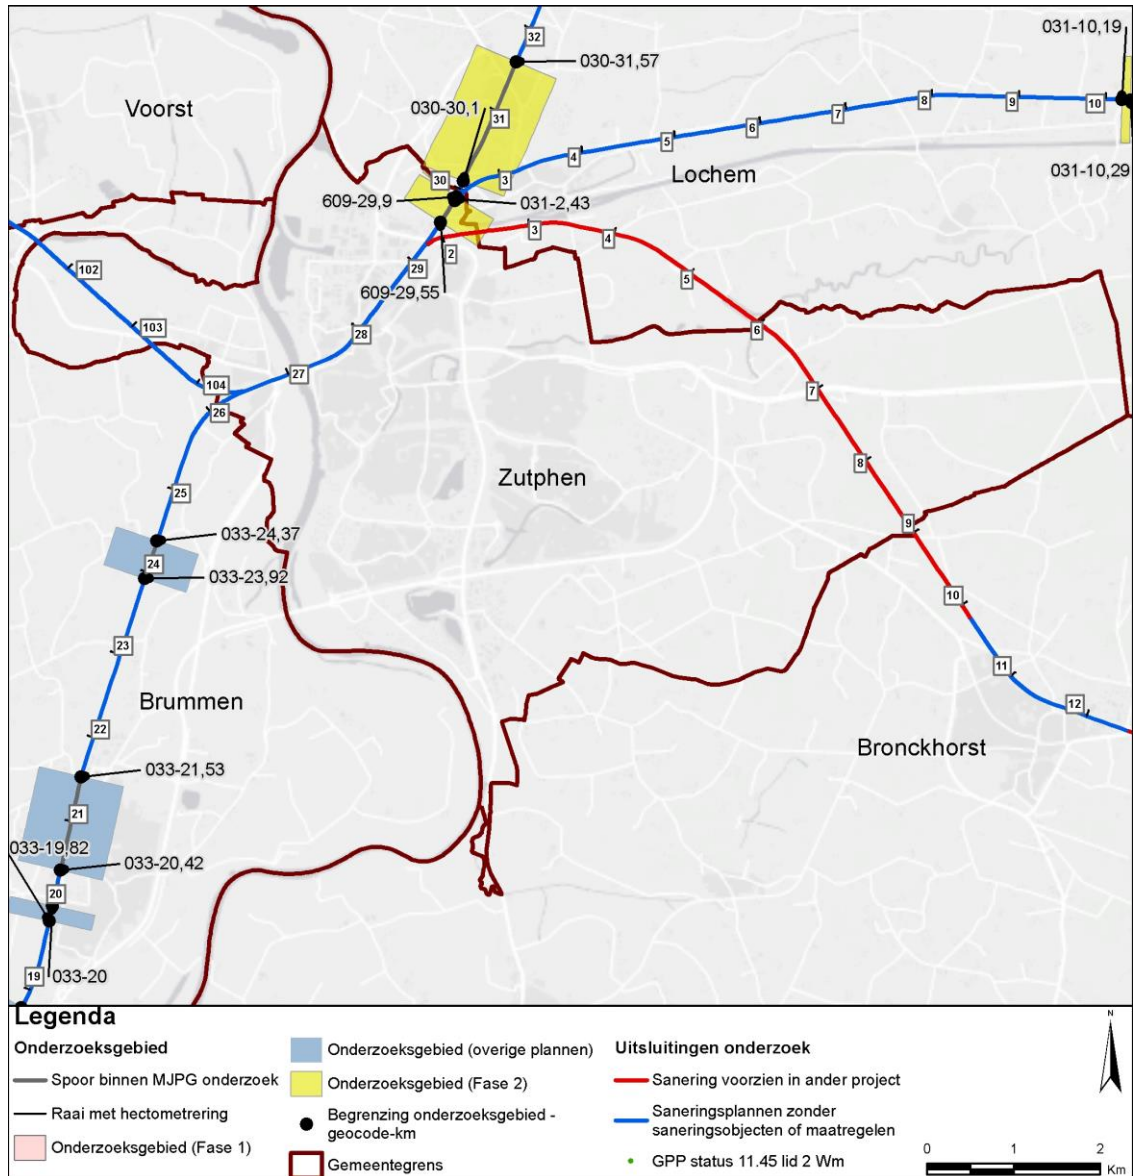 32
031-10,19
030-31,57
Voorst
030-30,1
31
8
9
10
7
6
5
4
Lochem
30
3
031-10,29
609-29,9
031-2,43
3
4
2
102
29
5
609-29,55
103
28
6
27
104
7
26
8
Zutphen
25
9
033-24,37
24
033-23,92
10
23
11
Brummen
12
22
Bronckhorst
033-21,53
21
033-19,82
033-20,42
20
19
033-20
Legenda
Onderzoeksgebied
Spoor binnen MJPG onderzoek
Raai met hectometrering
Onderzoeksgebied (Fase 1)
Onderzoeksgebied (overige plannen)
Onderzoeksgebied (Fase 2)
Begrenzing onderzoeksgebied -
geocode-km
Gemeentegrens
Uitsluitingen onderzoek
Sanering voorzien in ander project
Saneringsplannen zonder
saneringsobjecten of maatregelen
GPP status 11.45 lid 2 Wm
N
0 1 2
Km